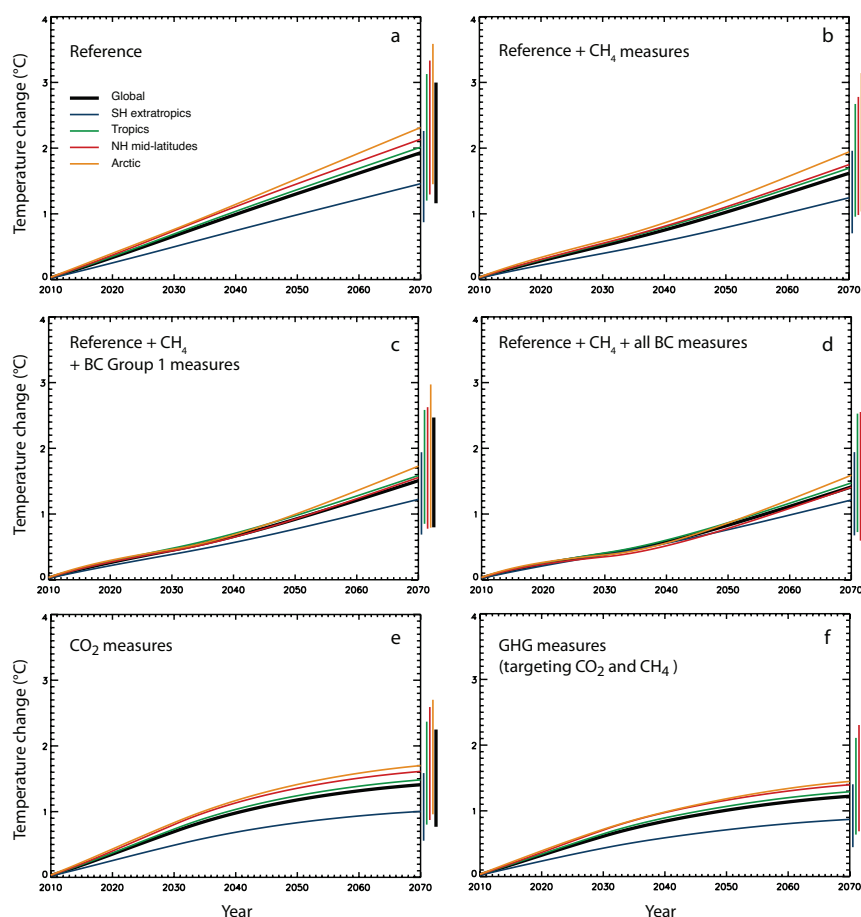 a
Reference
Global
SH extratropics
Tropics
NH mid-latitudes
Arctic
Temperature change (°C)
4
3
2
1
0
2010 2020 2030 2040 2050 2060 2070
b
Reference + CH₄ measures
4
3
2
1
0
2010 2020 2030 2040 2050 2060 2070
c
Reference + CH₄
+ BC Group 1 measures
Temperature change (°C)
4
3
2
1
0
2010 2020 2030 2040 2050 2060 2070
d
Reference + CH₄ + all BC measures
4
3
2
1
0
2010 2020 2030 2040 2050 2060 2070
e
CO₂ measures
Temperature change (°C)
4
3
2
1
0
2010 2020 2030 2040 2050 2060 2070
Year
f
GHG measures
(targeting CO₂ and CH₄ )
4
3
2
1
0
2010 2020 2030 2040 2050 2060 2070
Year